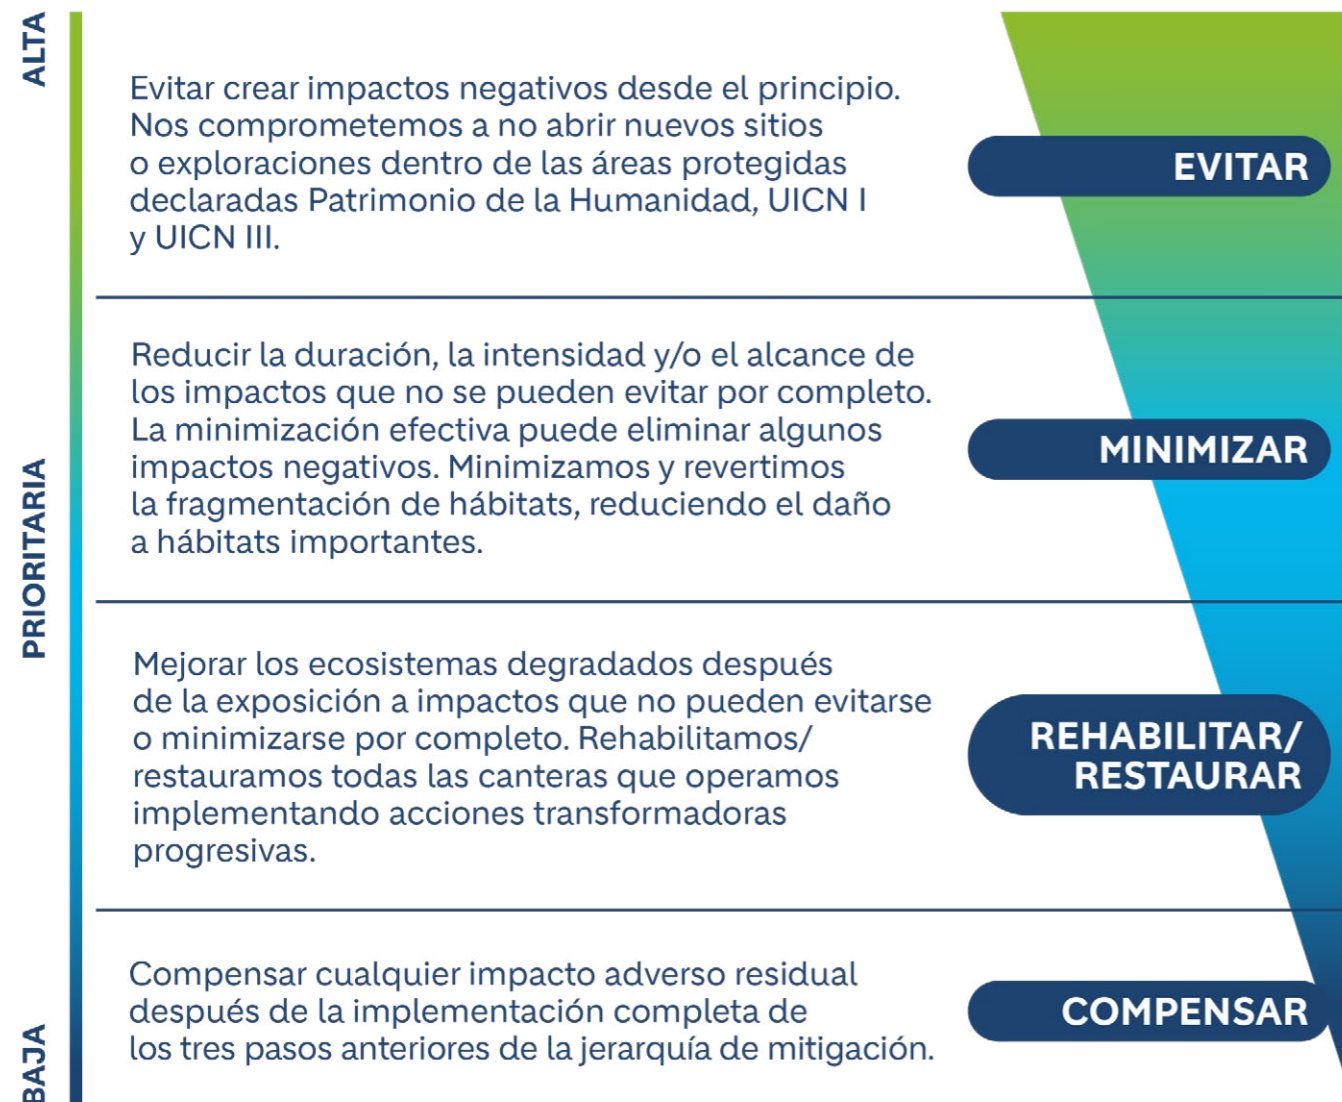 ALTA
Evitar crear impactos negativos desde el principio.
Nos comprometemos a no abrir nuevos sitios
o exploraciones dentro de las áreas protegidas
declaradas Patrimonio de la Humanidad, UICN I
y UICN III.
EVITAR
PRIORITARIA
Reducir la duración, la intensidad y/o el alcance de
los impactos que no se pueden evitar por completo.
La minimización efectiva puede eliminar algunos
impactos negativos. Minimizamos y revertimos
la fragmentación de hábitats, reduciendo el daño
a hábitats importantes.
MINIMIZAR
Mejorar los ecosistemas degradados después
de la exposición a impactos que no pueden evitarse
o minimizarse por completo. Rehabilitamos/
restauramos todas las canteras que operamos
implementando acciones transformadoras
progresivas.
REHABILITAR/
RESTAURAR
BAJA
Compensar cualquier impacto adverso residual
después de la implementación completa de
los tres pasos anteriores de la jerarquía de mitigación.
COMPENSAR